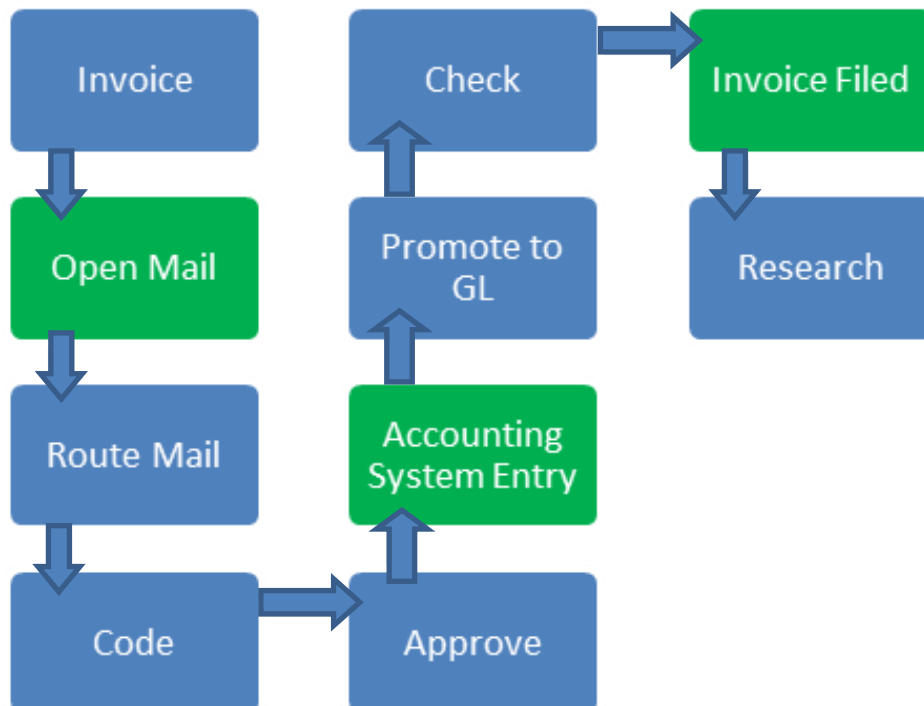 Invoice
Open Mail
Route Mail
Code
Approve
Accounting
System Entry
Promote to
GL
Check
Invoice Filed
Research